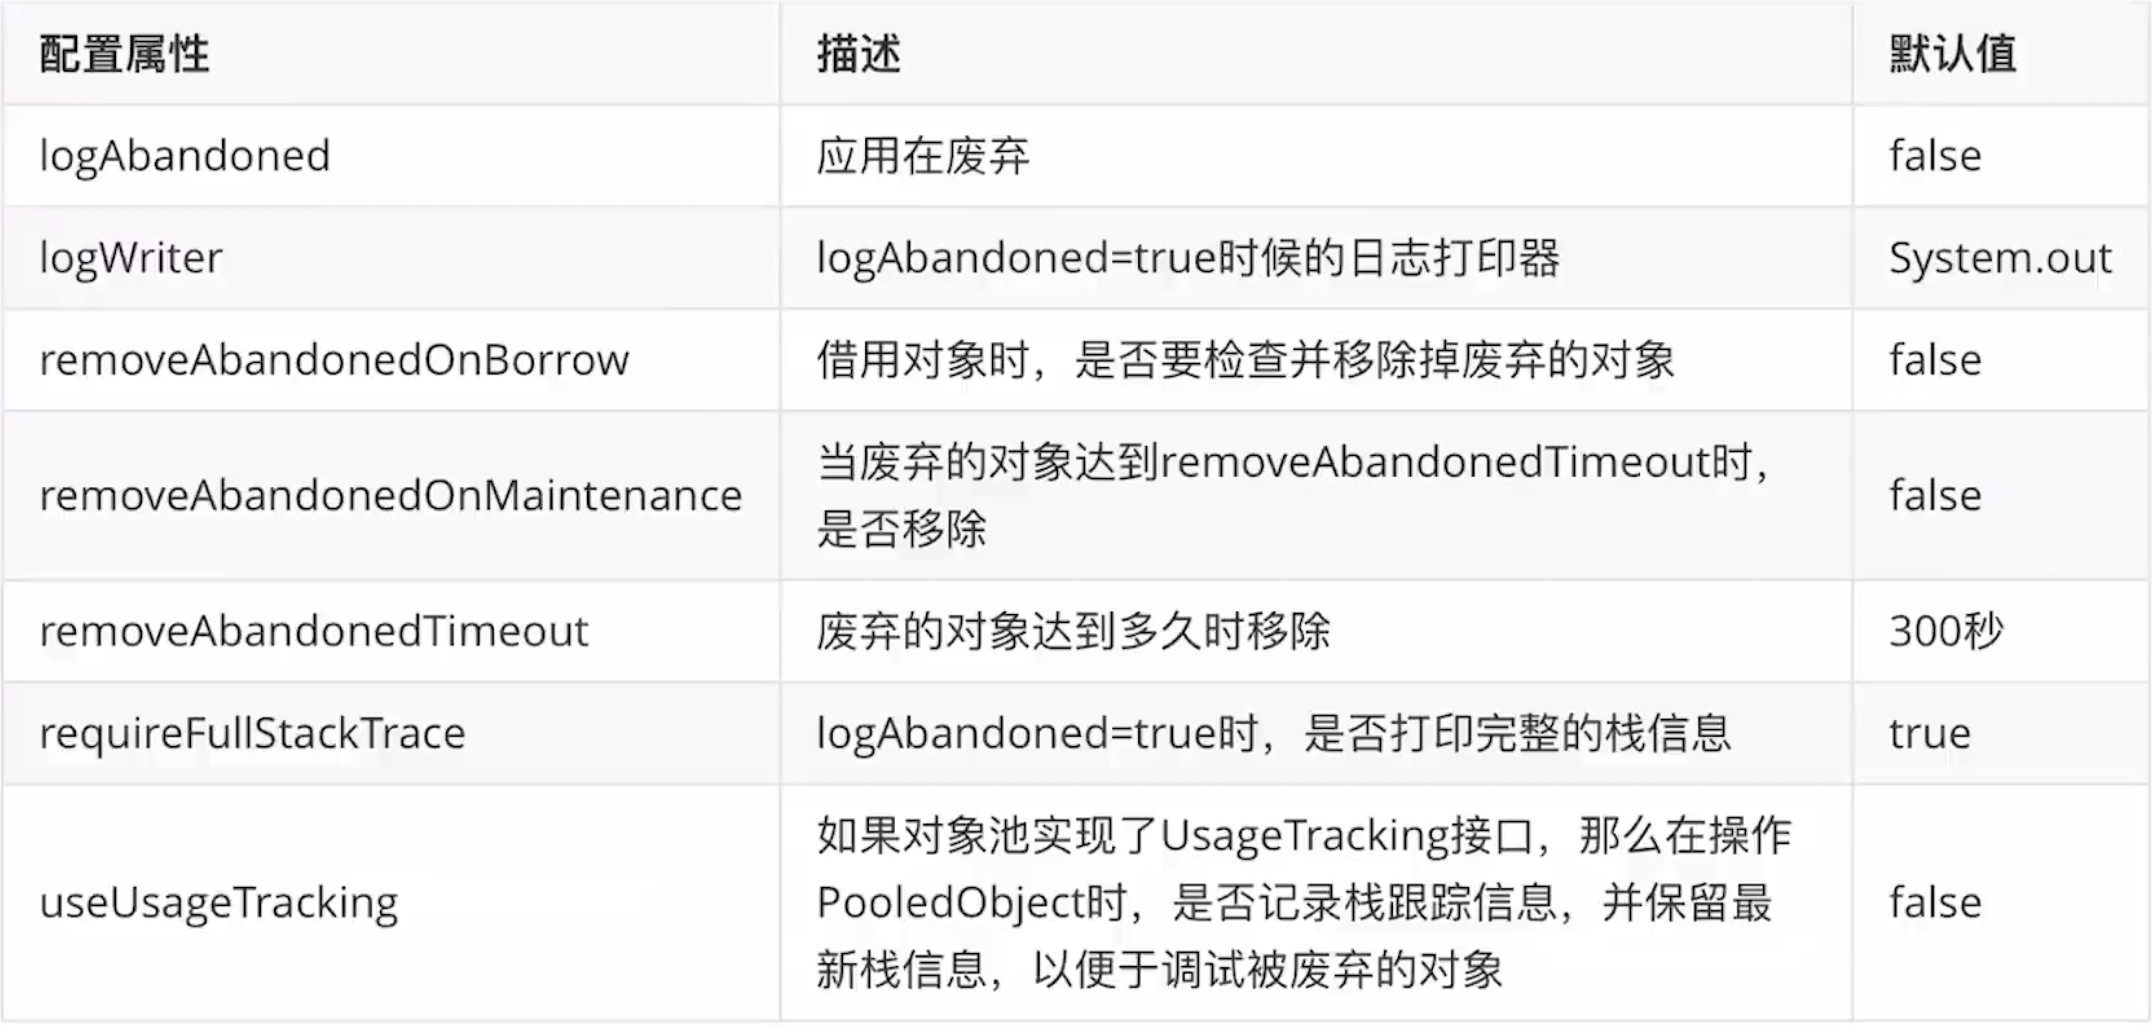 配置属性 描述 默认值
logAbandoned 应用在废弃 false
logWriter logAbandoned=true时候的日志打印器 System.out
removeAbandonedOnBorrow 借用对象时，是否要检查并移除掉废弃的对象 false
removeAbandonedOnMaintenance 当废弃的对象达到removeAbandonedTimeout时， false
是否移除
removeAbandonedTimeout 废弃的对象达到多久时移除 300秒
requireFullStackTrace logAbandoned=true时，是否打印完整的栈信息 true
useUsageTracking 如果对象池实现了UsageTracking接口，那么在操作 false
PooledObject时，是否记录栈跟踪信息，并保留最
新栈信息，以便于调试被废弃的对象